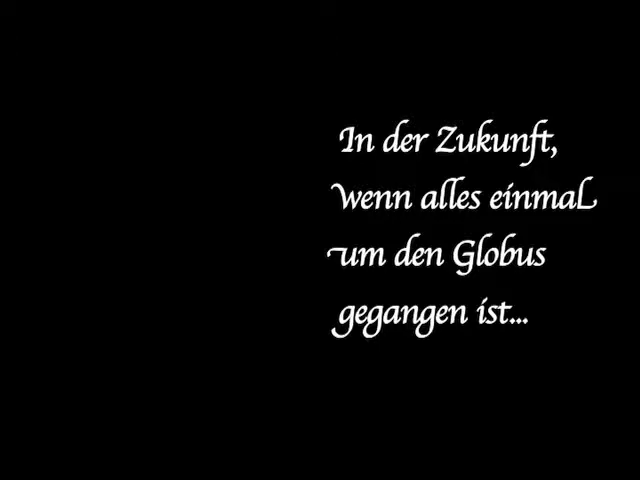 In der Zukunft,
wenn alles einmal
um den Globus
gegangen ist...